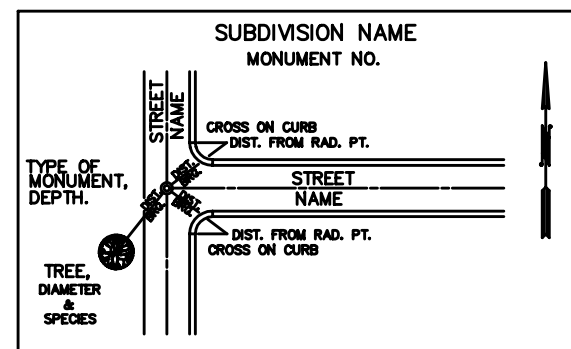 SUBDIVISION NAME
MONUMENT NO.
STREET
NAME
CROSS ON CURB
DIST. FROM RAD. PT.
TYPE OF
MONUMENT,
DEPTH.
STREET
NAME
DIST. FROM RAD. PT.
CROSS ON CURB
TREE,
DIAMETER
&
SPECIES